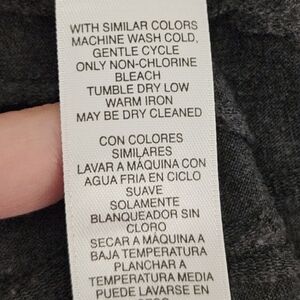 WITH SIMILAR COLORS
MACHINE WASH COLD,
GENTLE CYCLE
ONLY NON-CHLORINE
BLEACH
TUMBLE DRY LOW
WARM IRON
MAY BE DRY CLEANED
CON COLORES
SIMILARES
LAVAR A MÁQUINA CON
AGUA FRIA EN CICLO
SUAVE
SOLAMENTE
BLANQUEADOR SIN
CLORO
SECAR A MÁQUINA A
BAJA TEMPERATURA
PLANCHAR A
TEMPERATURA MEDIA
PUEDE LAVARSE EN